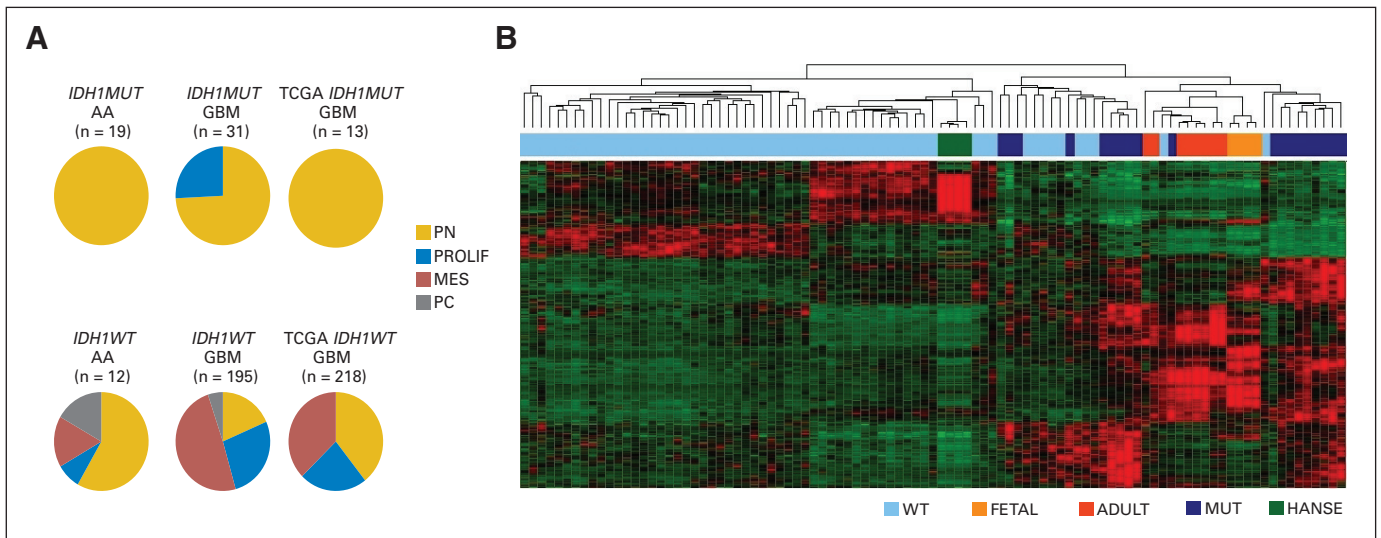 A
B
IDH1MUT
AA
(n = 19)
IDH1MUT
GBM
(n = 31)
TCGA IDH1MUT
GBM
(n = 13)
PN
PROLIF
MES
PC
IDH1WT
AA
(n = 12)
IDH1WT
GBM
(n = 195)
TCGA IDH1WT
GBM
(n = 218)
WT
FETAL
ADULT
MUT
HANSE